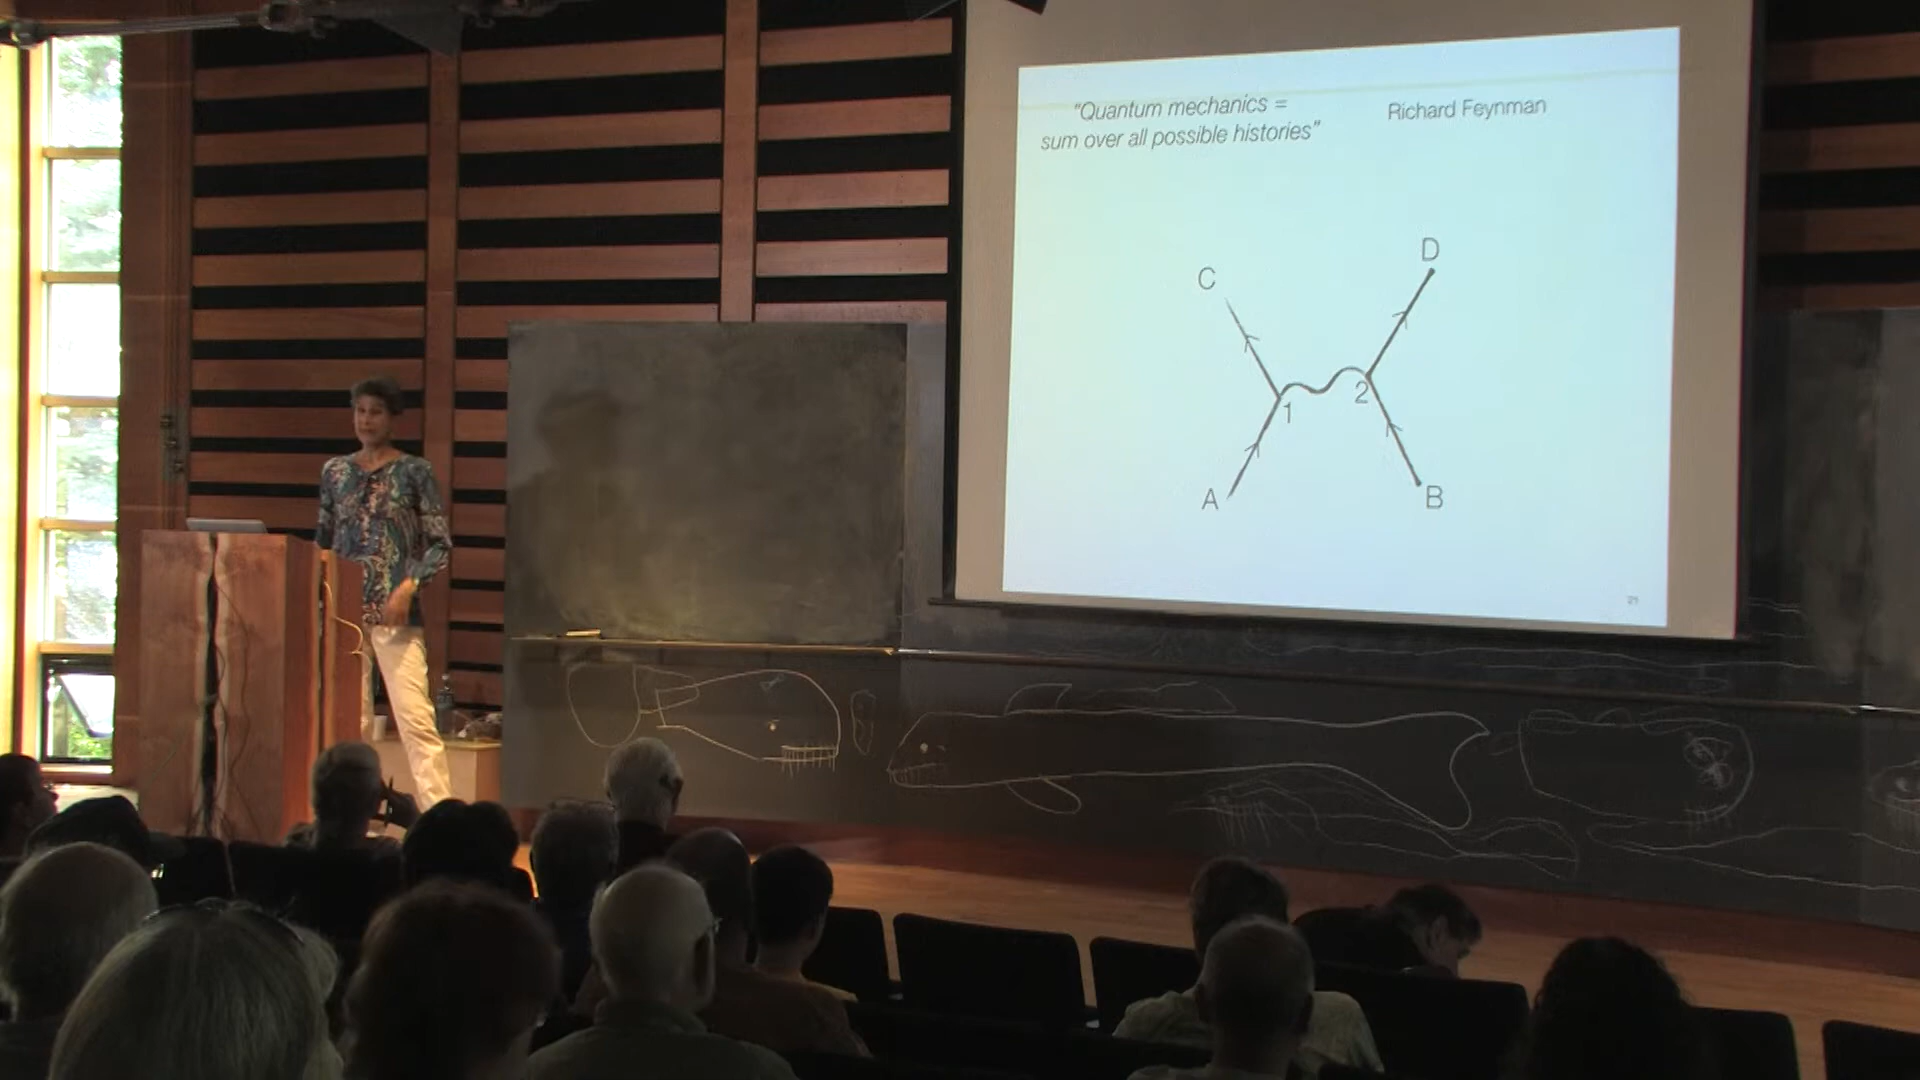 "Quantum mechanics =
sum over all possible histories"
Richard Feynman
D
C
2
1
A
B
21